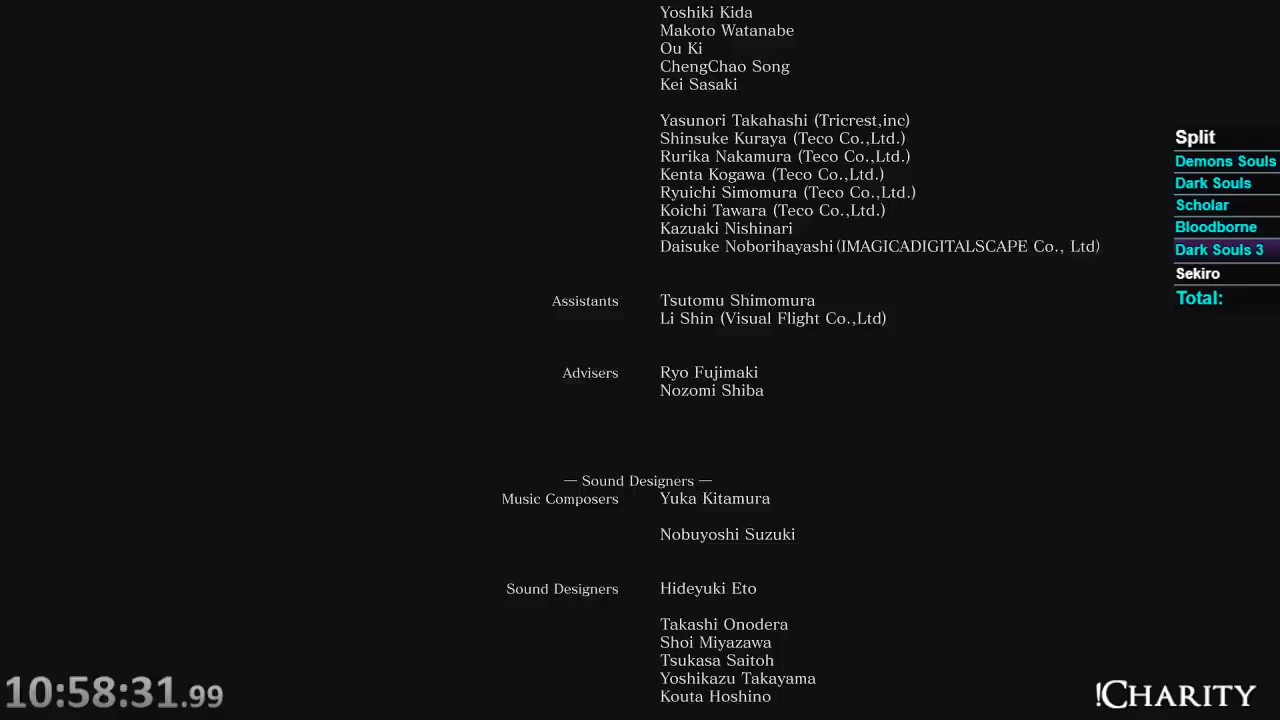 Yoshiki Kida
Makoto Watanabe
Ou Ki
ChengChao Song
Kei Sasaki
Yasunori Takahashi (Tricrest,inc)
Shinsuke Kuraya (Teco Co.,Ltd.)
Rurika Nakamura (Teco Co.,Ltd.)
Kenta Kogawa (Teco Co.,Ltd.)
Ryuichi Simomura (Teco Co.,Ltd.)
Koichi Tawara (Teco Co.,Ltd.)
Kazuaki Nishinari
Daisuke Noborihayashi(IMAGICADIGITALSCAPE Co., Ltd)
Assistants Tsutomu Shimomura
Li Shin (Visual Flight Co.,Ltd)
Advisers Ryo Fujimaki
Nozomi Shiba
— Sound Designers —
Music Composers Yuka Kitamura
Nobuyoshi Suzuki
Sound Designers Hideyuki Eto
Takashi Onodera
Shoi Miyazawa
Tsukasa Saitoh
Yoshikazu Takayama
Kouta Hoshino
Split
Demons Souls
Dark Souls
Scholar
Bloodborne
Dark Souls 3
Sekiro
Total:
10:58:31.99
!CHARITY